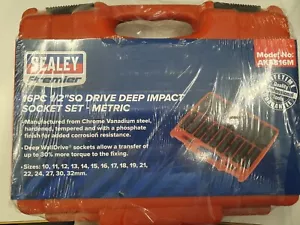 SEALEY
Premier
Model No:
AK5816M
16PC 1/2"SQ DRIVE DEEP IMPACT
SOCKET SET - METRIC
• Manufactured from Chrome Vanadium steel,
hardened, tempered and with a phosphate
finish for added corrosion resistance.
• Deep WallDrive® sockets allow a transfer of
up to 30% more torque to the fixing.
• Sizes: 10, 11, 12, 13, 14, 15, 16, 17, 18, 19, 21,
22, 24, 27, 30, 32mm.